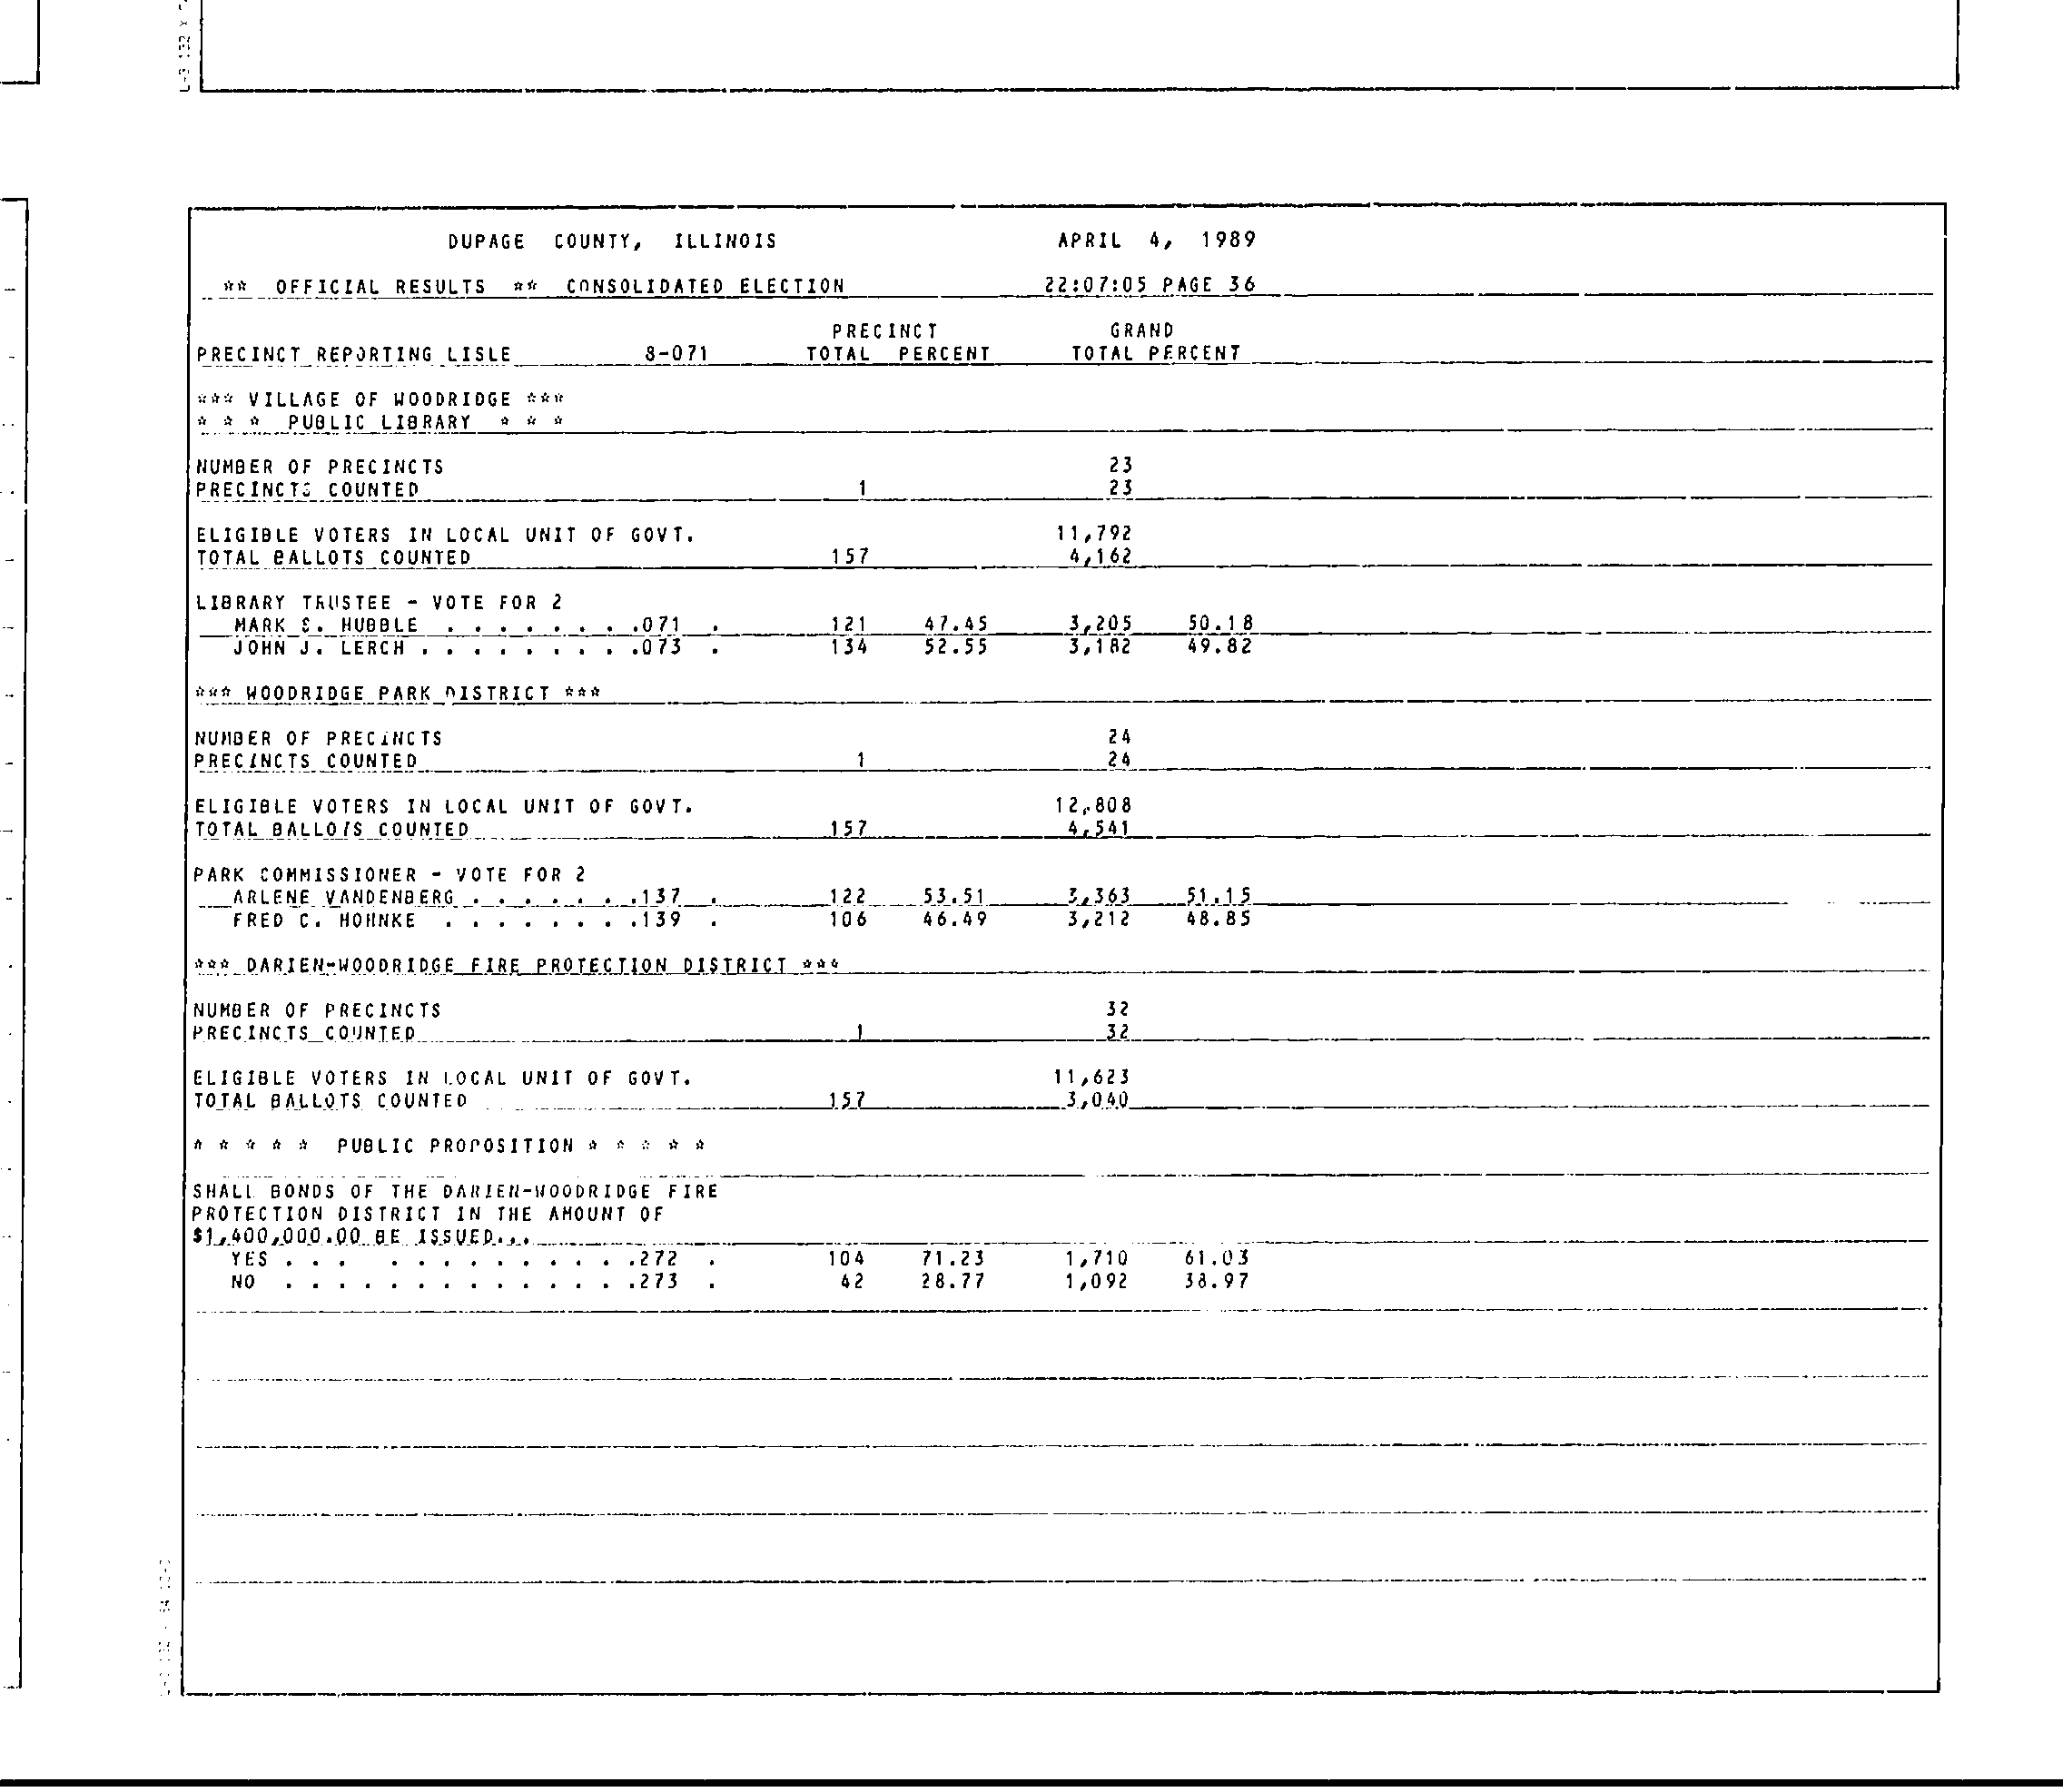 DUPAGE COUNTY, ILLINOIS APRIL 4, 1989
** OFFICIAL RESULTS ** CONSOLIDATED ELECTION 22:07:05 PAGE 36
PRECINCT GRAND
PRECINCT REPORTING LISLE 8-071 TOTAL PERCENT TOTAL PERCENT
*** VILLAGE OF WOODRIDGE ***
* * * PUBLIC LIBRARY * * *
NUMBER OF PRECINCTS 23
PRECINCTS COUNTED 1 23
ELIGIBLE VOTERS IN LOCAL UNIT OF GOVT. 11,792
TOTAL BALLOTS COUNTED 157 4,162
LIBRARY TRUSTEE - VOTE FOR 2
MARK S. HUBBLE . . . . . . . .071 . 121 47.45 3,205 50.18
JOHN J. LERCH . . . . . . . . .073 . 134 52.55 3,182 49.82
*** WOODRIDGE PARK DISTRICT ***
NUMBER OF PRECINCTS 24
PRECINCTS COUNTED 1 24
ELIGIBLE VOTERS IN LOCAL UNIT OF GOVT. 12,808
TOTAL BALLOTS COUNTED 157 4,541
PARK COMMISSIONER - VOTE FOR 2
ARLENE VANDENBERG . . . . . . .137 . 122 53.51 3,363 51.15
FRED C. HOHNKE . . . . . . . .139 . 106 46.49 3,212 48.85
*** DARIEN-WOODRIDGE FIRE PROTECTION DISTRICT ***
NUMBER OF PRECINCTS 32
PRECINCTS COUNTED 1 32
ELIGIBLE VOTERS IN LOCAL UNIT OF GOVT. 11,623
TOTAL BALLOTS COUNTED 157 3,040
* * * * * PUBLIC PROPOSITION * * * * *
SHALL BONDS OF THE DARIEN-WOODRIDGE FIRE
PROTECTION DISTRICT IN THE AMOUNT OF
$1,400,000.00 BE ISSUED...
YES . . . . . . . . . . . . .272 . 104 71.23 1,710 61.03
NO . . . . . . . . . . . . . .273 . 42 28.77 1,092 38.97